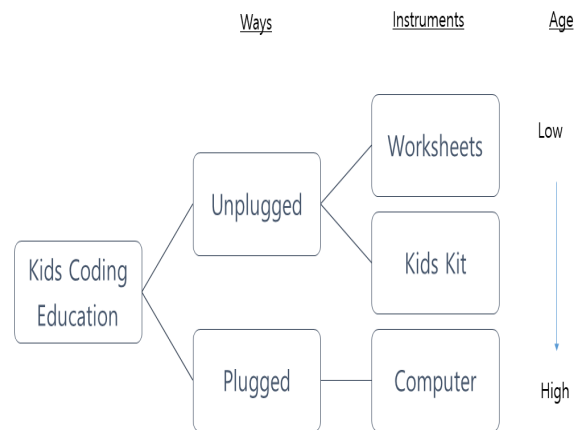 Ways
Instruments
Age
Worksheets
Low
Unplugged
Kids Kit
Kids Coding
Education
Plugged
Computer
High